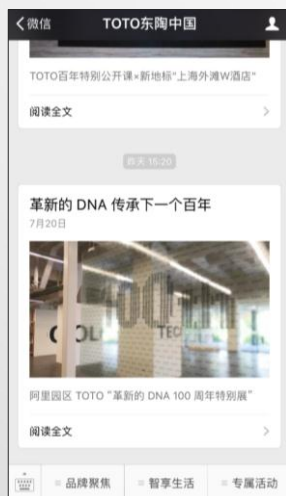 微信
TOTO东陶中国
TOTO百年特别公开课×新地标"上海外滩W酒店"
阅读全文
昨天 15:20
革新的 DNA 传承下一个百年
7月20日
阿里园区 TOTO "革新的 DNA 100 周年特别展"
阅读全文
品牌聚焦
智享生活
专属活动